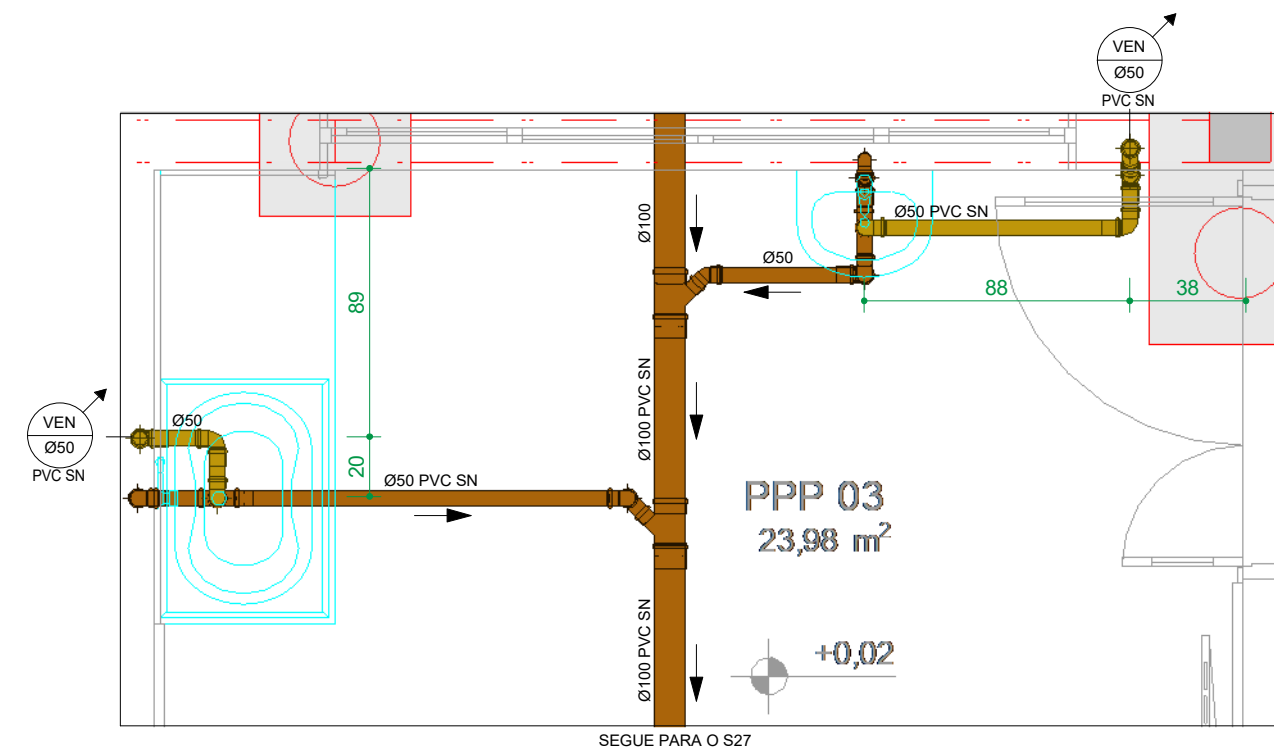 VEN
Ø50
PVC SN
Ø100
Ø50 PVC SN
Ø50
88
38
89
Ø100 PVC SN
VEN
Ø50
PVC SN
Ø50
20
Ø50 PVC SN
PPP 03
23,98 m²
Ø100 PVC SN
+0,02
SEGUE PARA O S27